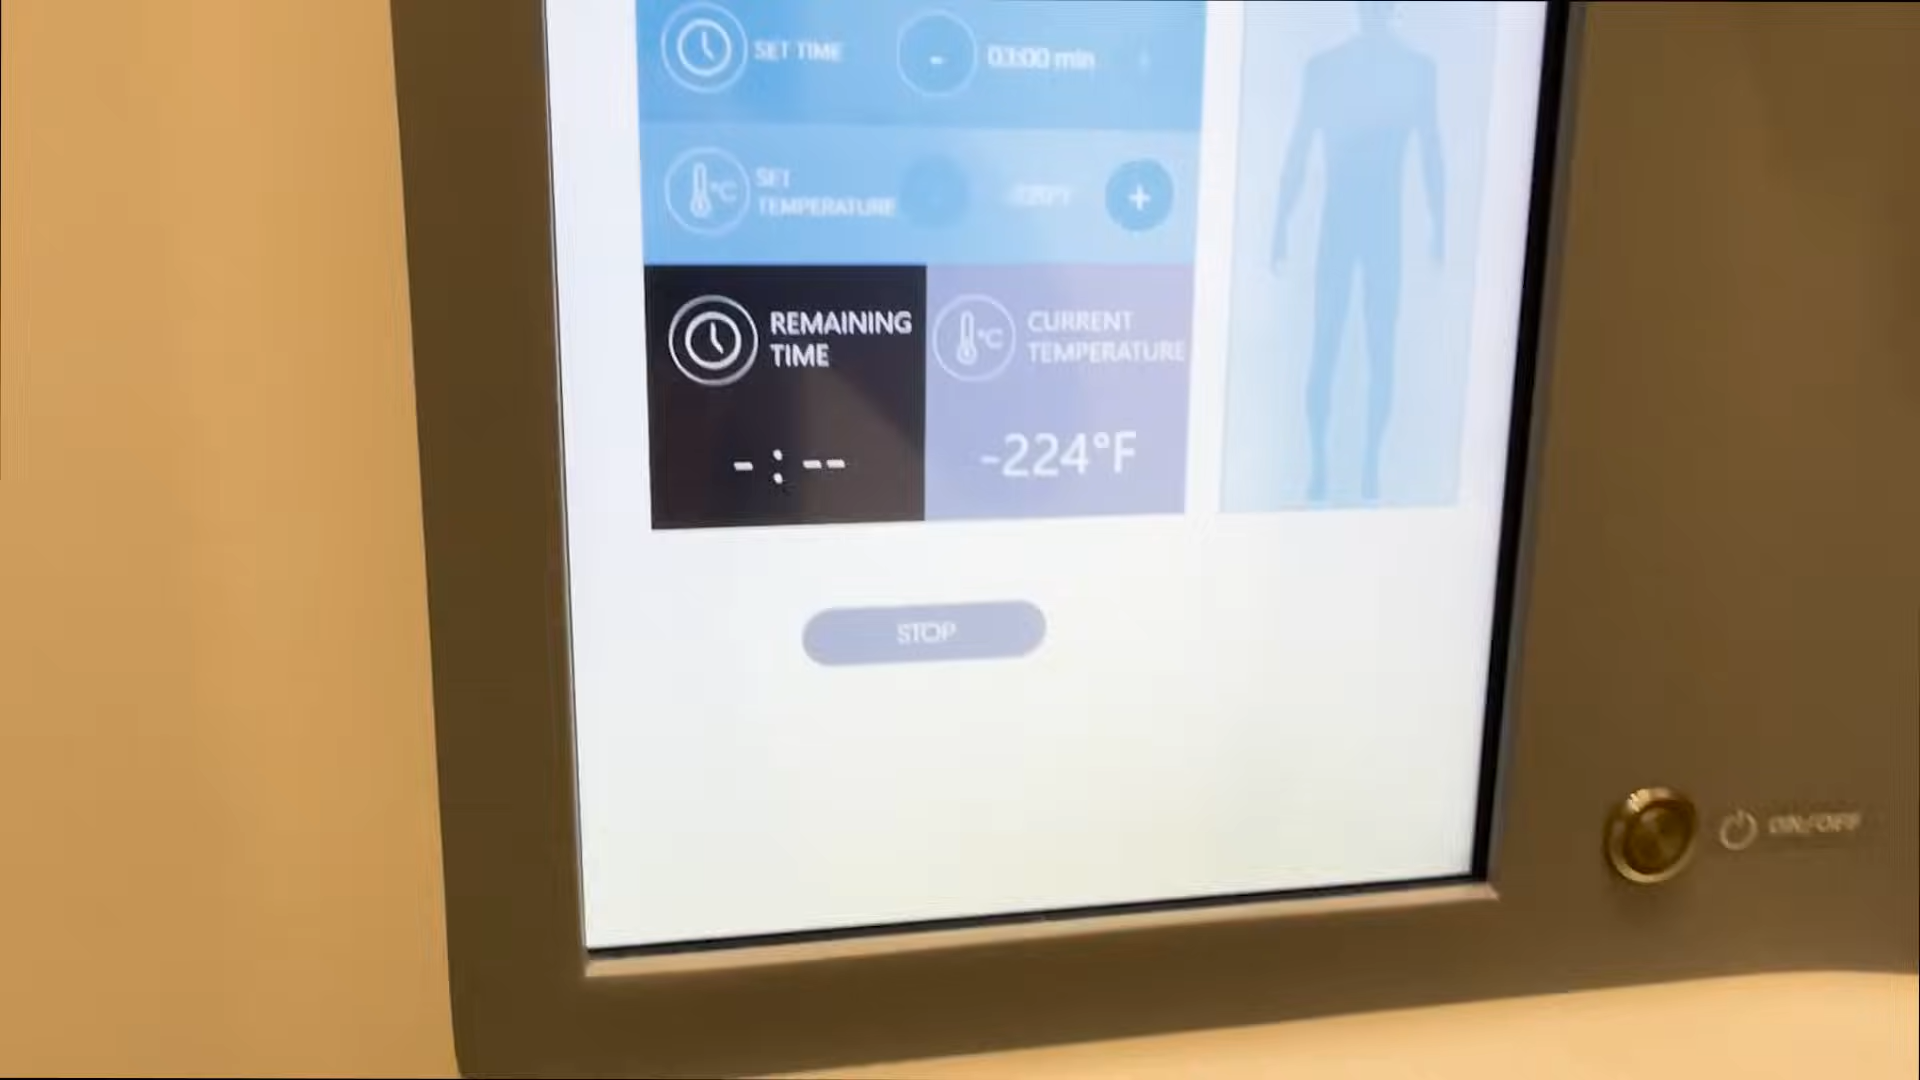 SET TIME - 03:00 min
°C SET
TEMPERATURE +
REMAINING
TIME
- : --
°C CURRENT
TEMPERATURE
-224°F
STOP
ON/OFF